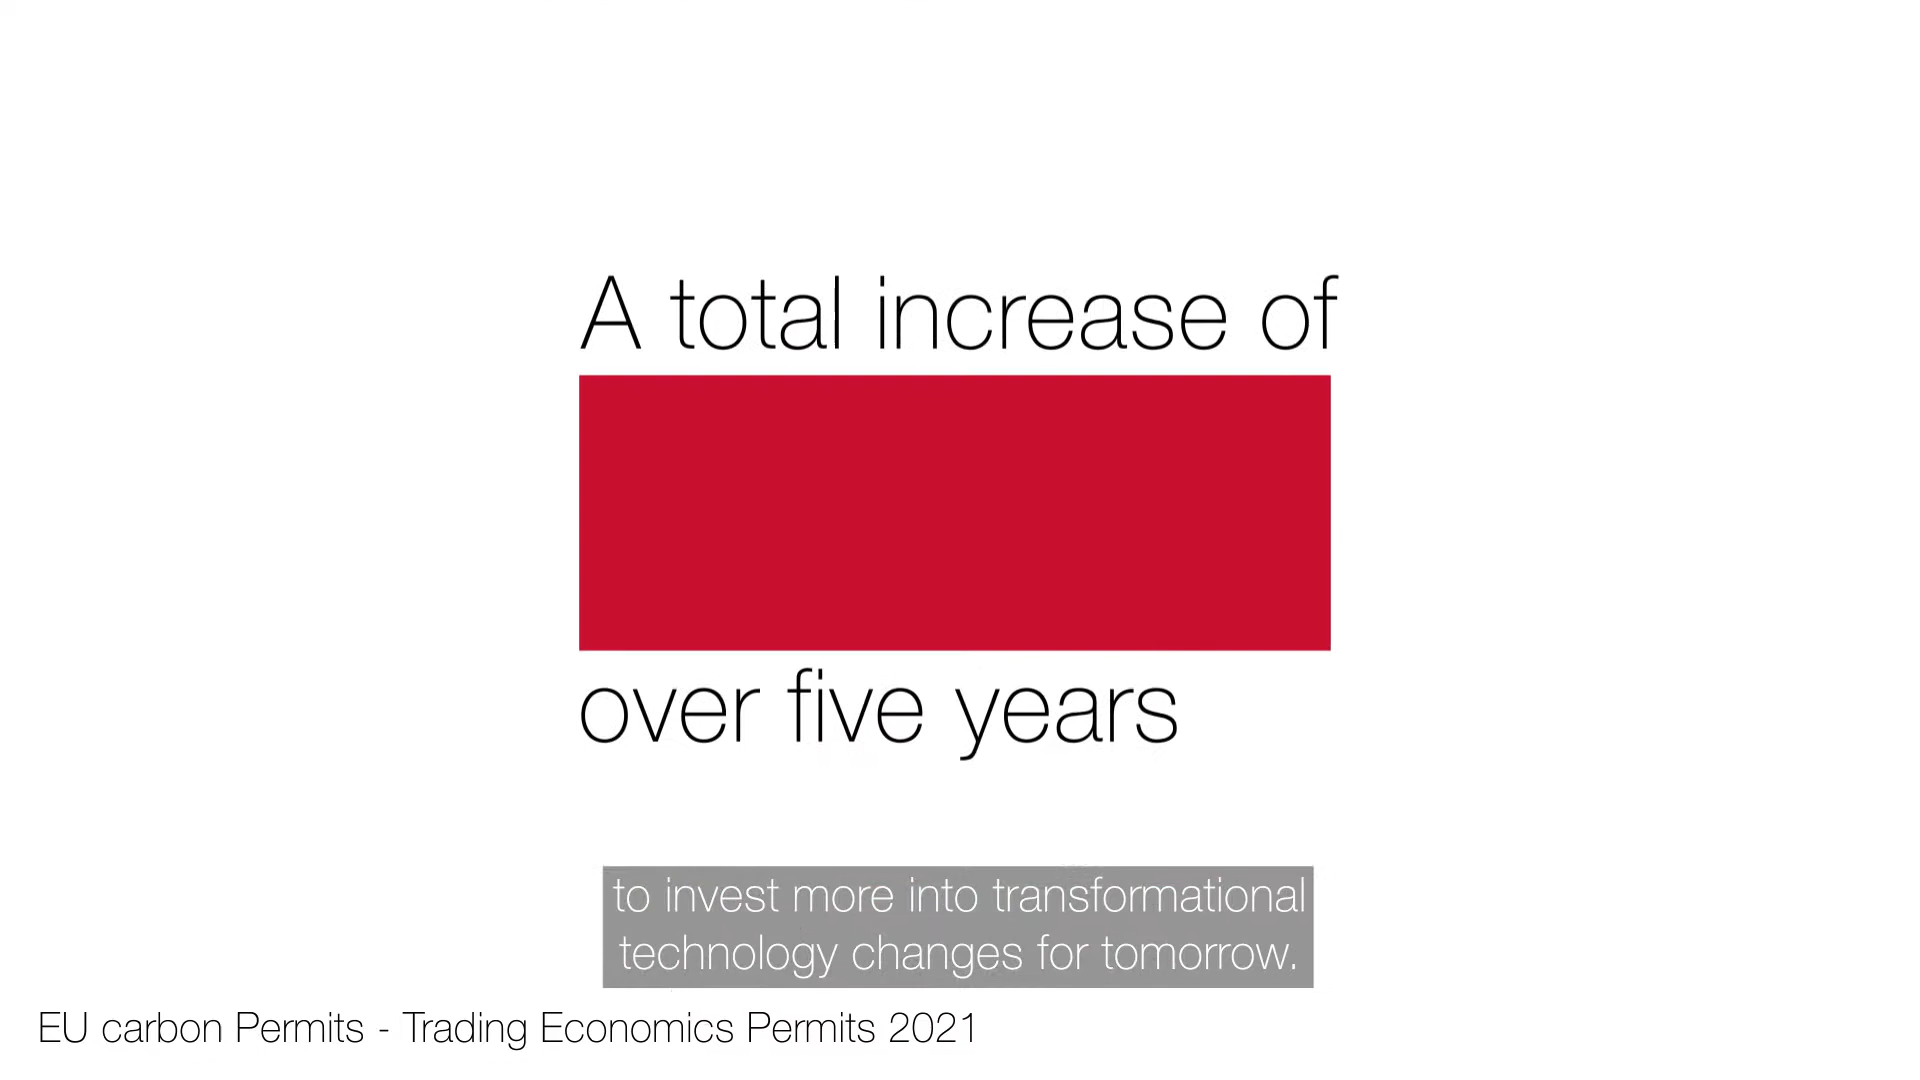 A total increase of
over five years
to invest more into transformational
technology changes for tomorrow.
EU carbon Permits - Trading Economics Permits 2021